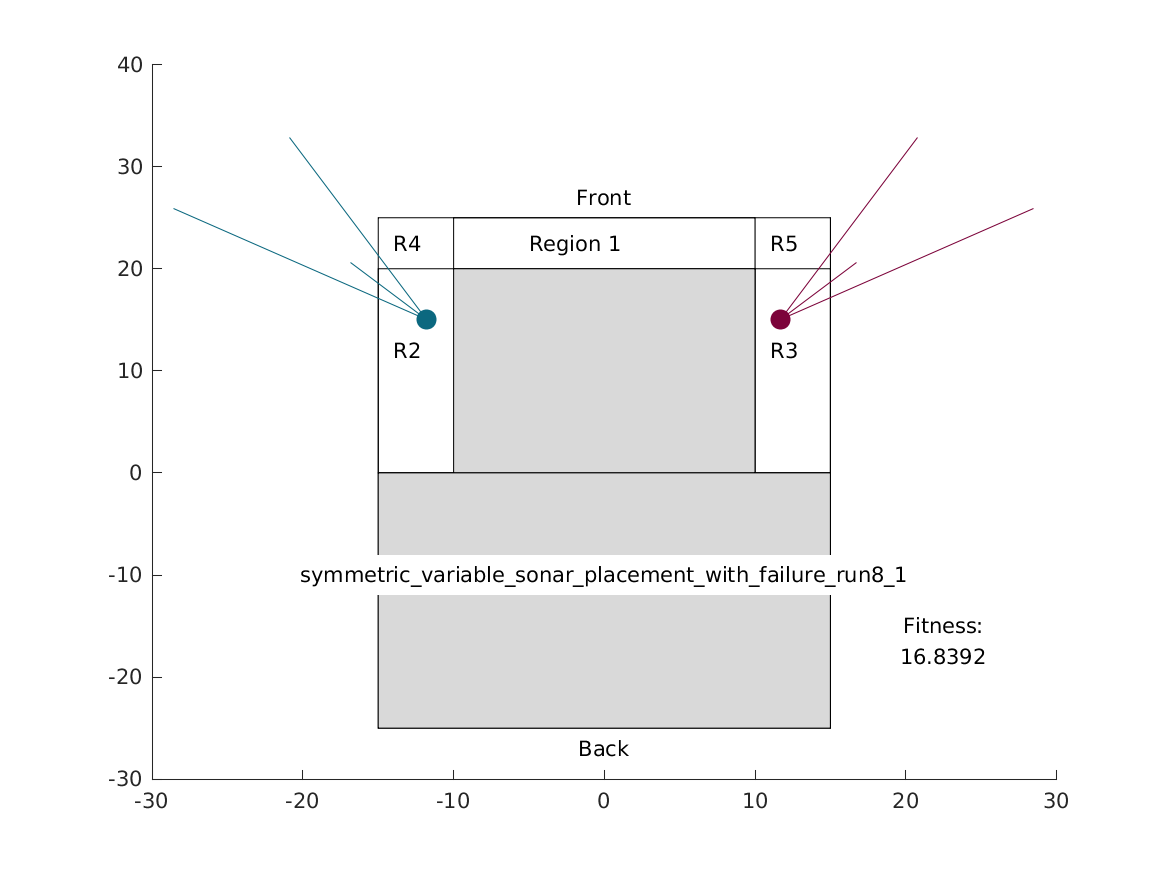 40
30
Front
R4 Region 1 R5
20
R2 R3
10
0
symmetric_variable_sonar_placement_with_failure_run8_1
-10
Fitness:
16.8392
-20
Back
-30
-30 -20 -10 0 10 20 30